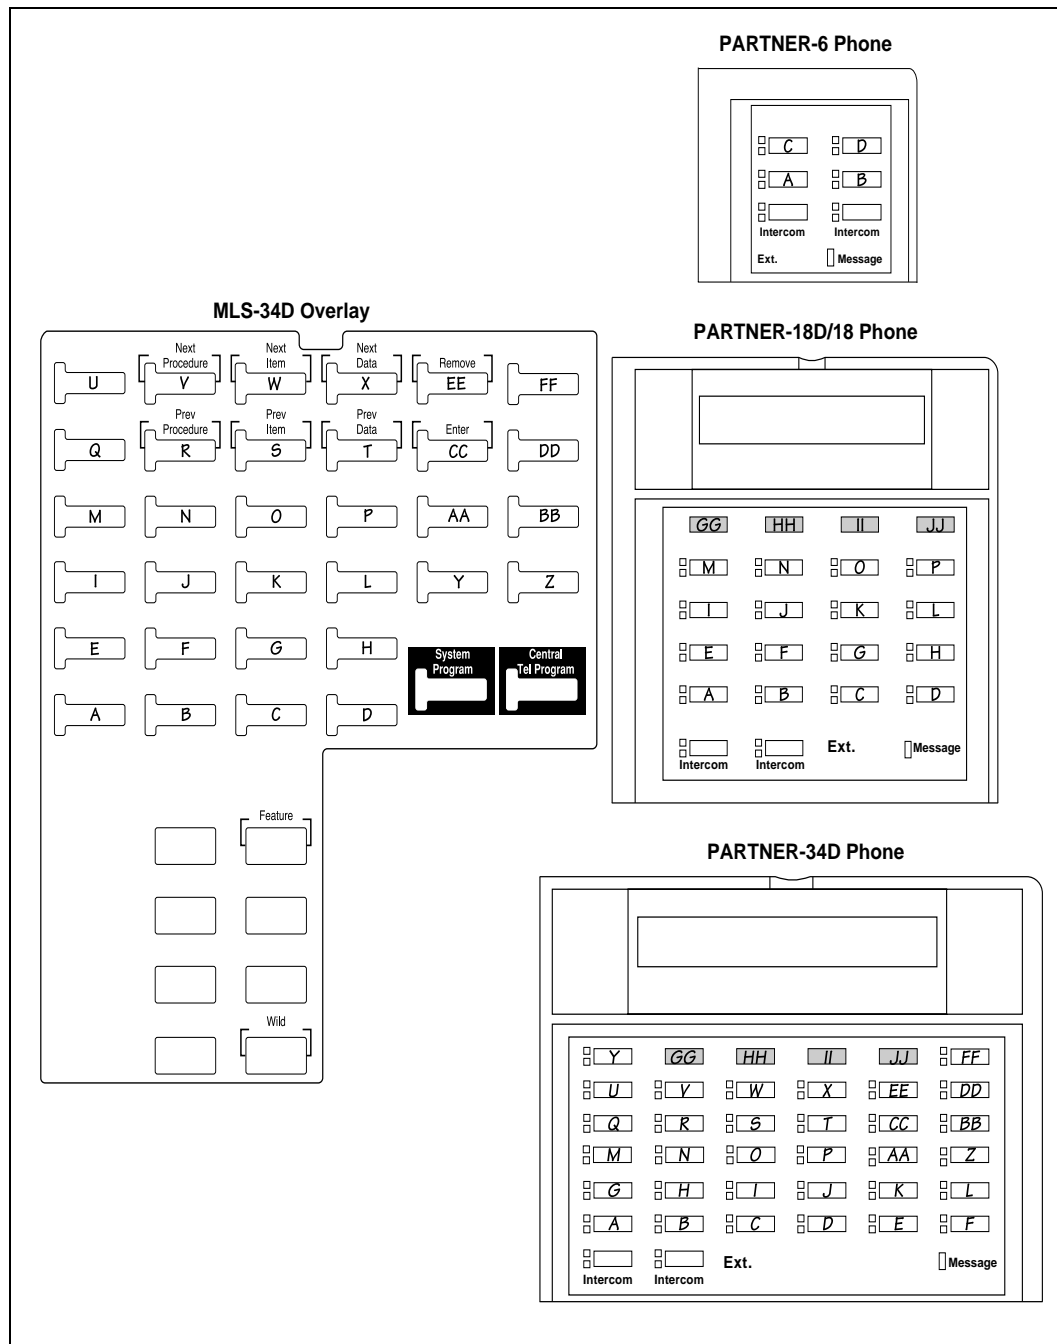 PARTNER-6 Phone
C D
A B
Intercom Intercom
Ext. Message
MLS-34D Overlay
Next Next Next
Procedure Item Data Remove
U V W X EE FF
Prev Prev Prev
Procedure Item Data Enter
Q R S T CC DD
M N O P AA BB
I J K L Y Z
E F G H
System Central
Program Tel Program
A B C D
Feature
Wild
PARTNER-18D/18 Phone
GG HH II JJ
M N O P
I J K L
E F G H
A B C D
Ext. Message
Intercom Intercom
PARTNER-34D Phone
Y GG HH II JJ FF
U V W X EE DD
Q R S T CC BB
M N O P AA Z
G H I J K L
A B C D E F
Ext. Message
Intercom Intercom